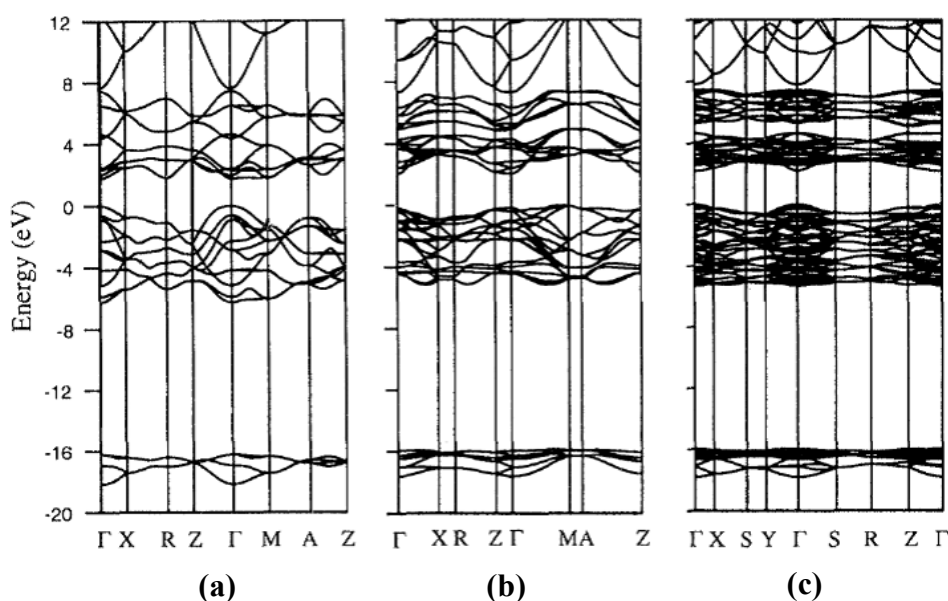 12
8
4
0
-4
-8
-12
-16
-20
Energy (eV)
Γ X R Z Γ M A Z
Γ X R Z Γ M A Z
Γ X S Y Γ S R Z Γ
(a) (b) (c)